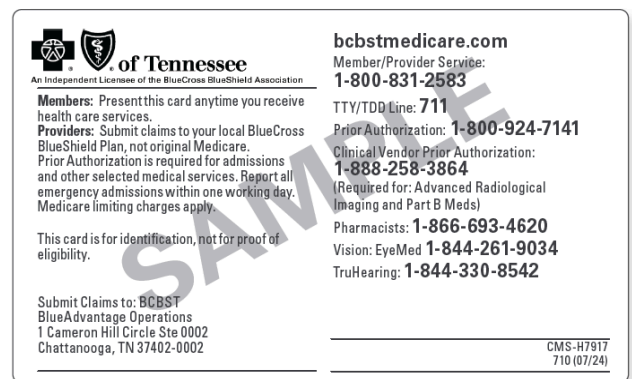 of Tennessee
An Independent Licensee of the BlueCross BlueShield Association
Members: Present this card anytime you receive
health care services.
Providers: Submit claims to your local BlueCross
BlueShield Plan, not original Medicare.
Prior Authorization is required for admissions
and other selected medical services. Report all
emergency admissions within one working day.
Medicare limiting charges apply.
This card is for identification, not for proof of
eligibility.
Submit Claims to: BCBST
BlueAdvantage Operations
1 Cameron Hill Circle Ste 0002
Chattanooga, TN 37402-0002
bcbstmedicare.com
Member/Provider Service:
1-800-831-2583
TTY/TDD Line: 711
Prior Authorization: 1-800-924-7141
Clinical Vendor Prior Authorization:
1-888-258-3864
(Required for: Advanced Radiological
Imaging and Part B Meds)
Pharmacists: 1-866-693-4620
Vision: EyeMed 1-844-261-9034
TruHearing: 1-844-330-8542
CMS-H7917
710 (07/24)
SAMPLE